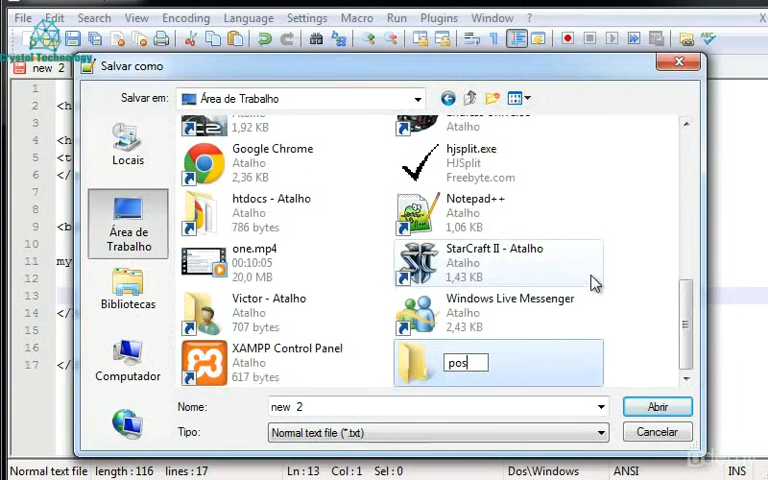 File Edit Search View Encoding Language Settings Macro Run Plugins Window ? X
Crystal Technology
new 2
Salvar como
Salvar em: Área de Trabalho
Locais
Área de
Trabalho
Bibliotecas
Computador
1,92 KB
Atalho
Google Chrome
Atalho
2,36 KB
hjsplit.exe
HJSplit
Freebyte.com
htdocs - Atalho
Atalho
786 bytes
Notepad++
Atalho
1,06 KB
one.mp4
00:10:05
20,0 MB
StarCraft II - Atalho
Atalho
1,43 KB
Victor - Atalho
Atalho
707 bytes
Windows Live Messenger
Atalho
2,43 KB
XAMPP Control Panel
Atalho
617 bytes
pos
Nome: new 2 Abrir
Tipo: Normal text file (*.txt) Cancelar
1
2 <h
3
4 <h
5 <t
6 </
7
8
9 <b
10
11 my
12
13
14 </
15
16
17 </
udemy
Normal text file length : 116 lines : 17 Ln : 13 Col : 1 Sel : 0 Dos\Windows ANSI INS